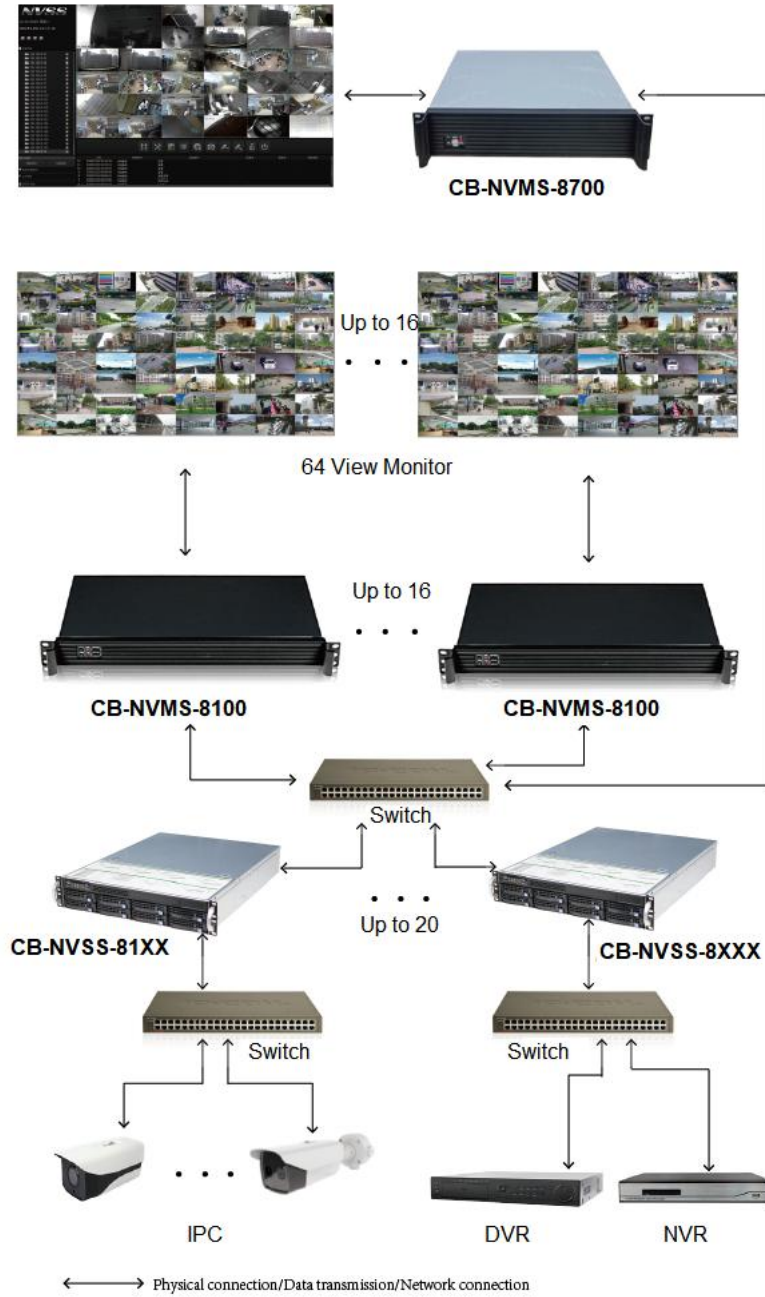 NVSS
CB-NVMS-8700
Up to 16
64 View Monitor
Up to 16
CB-NVMS-8100
CB-NVMS-8100
Switch
Up to 20
CB-NVSS-81XX
CB-NVSS-8XXX
Switch
Switch
IPC
DVR
NVR
Physical connection/Data transmission/Network connection